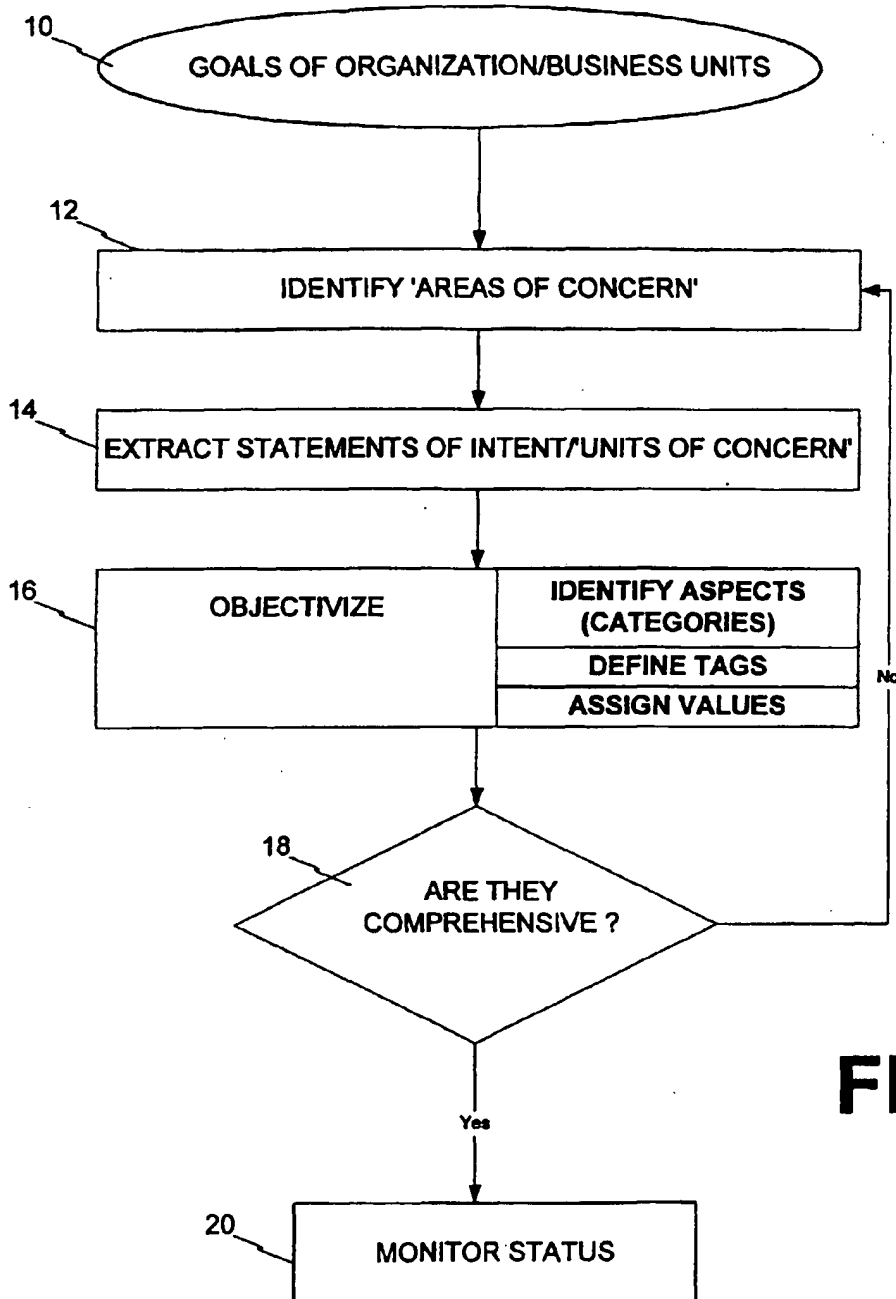 10
GOALS OF ORGANIZATION/BUSINESS UNITS
12
IDENTIFY 'AREAS OF CONCERN'
14
EXTRACT STATEMENTS OF INTENT/'UNITS OF CONCERN'
16
OBJECTIVIZE
IDENTIFY ASPECTS
(CATEGORIES)
DEFINE TAGS
ASSIGN VALUES
No
18
ARE THEY
COMPREHENSIVE ?
Yes
20
MONITOR STATUS